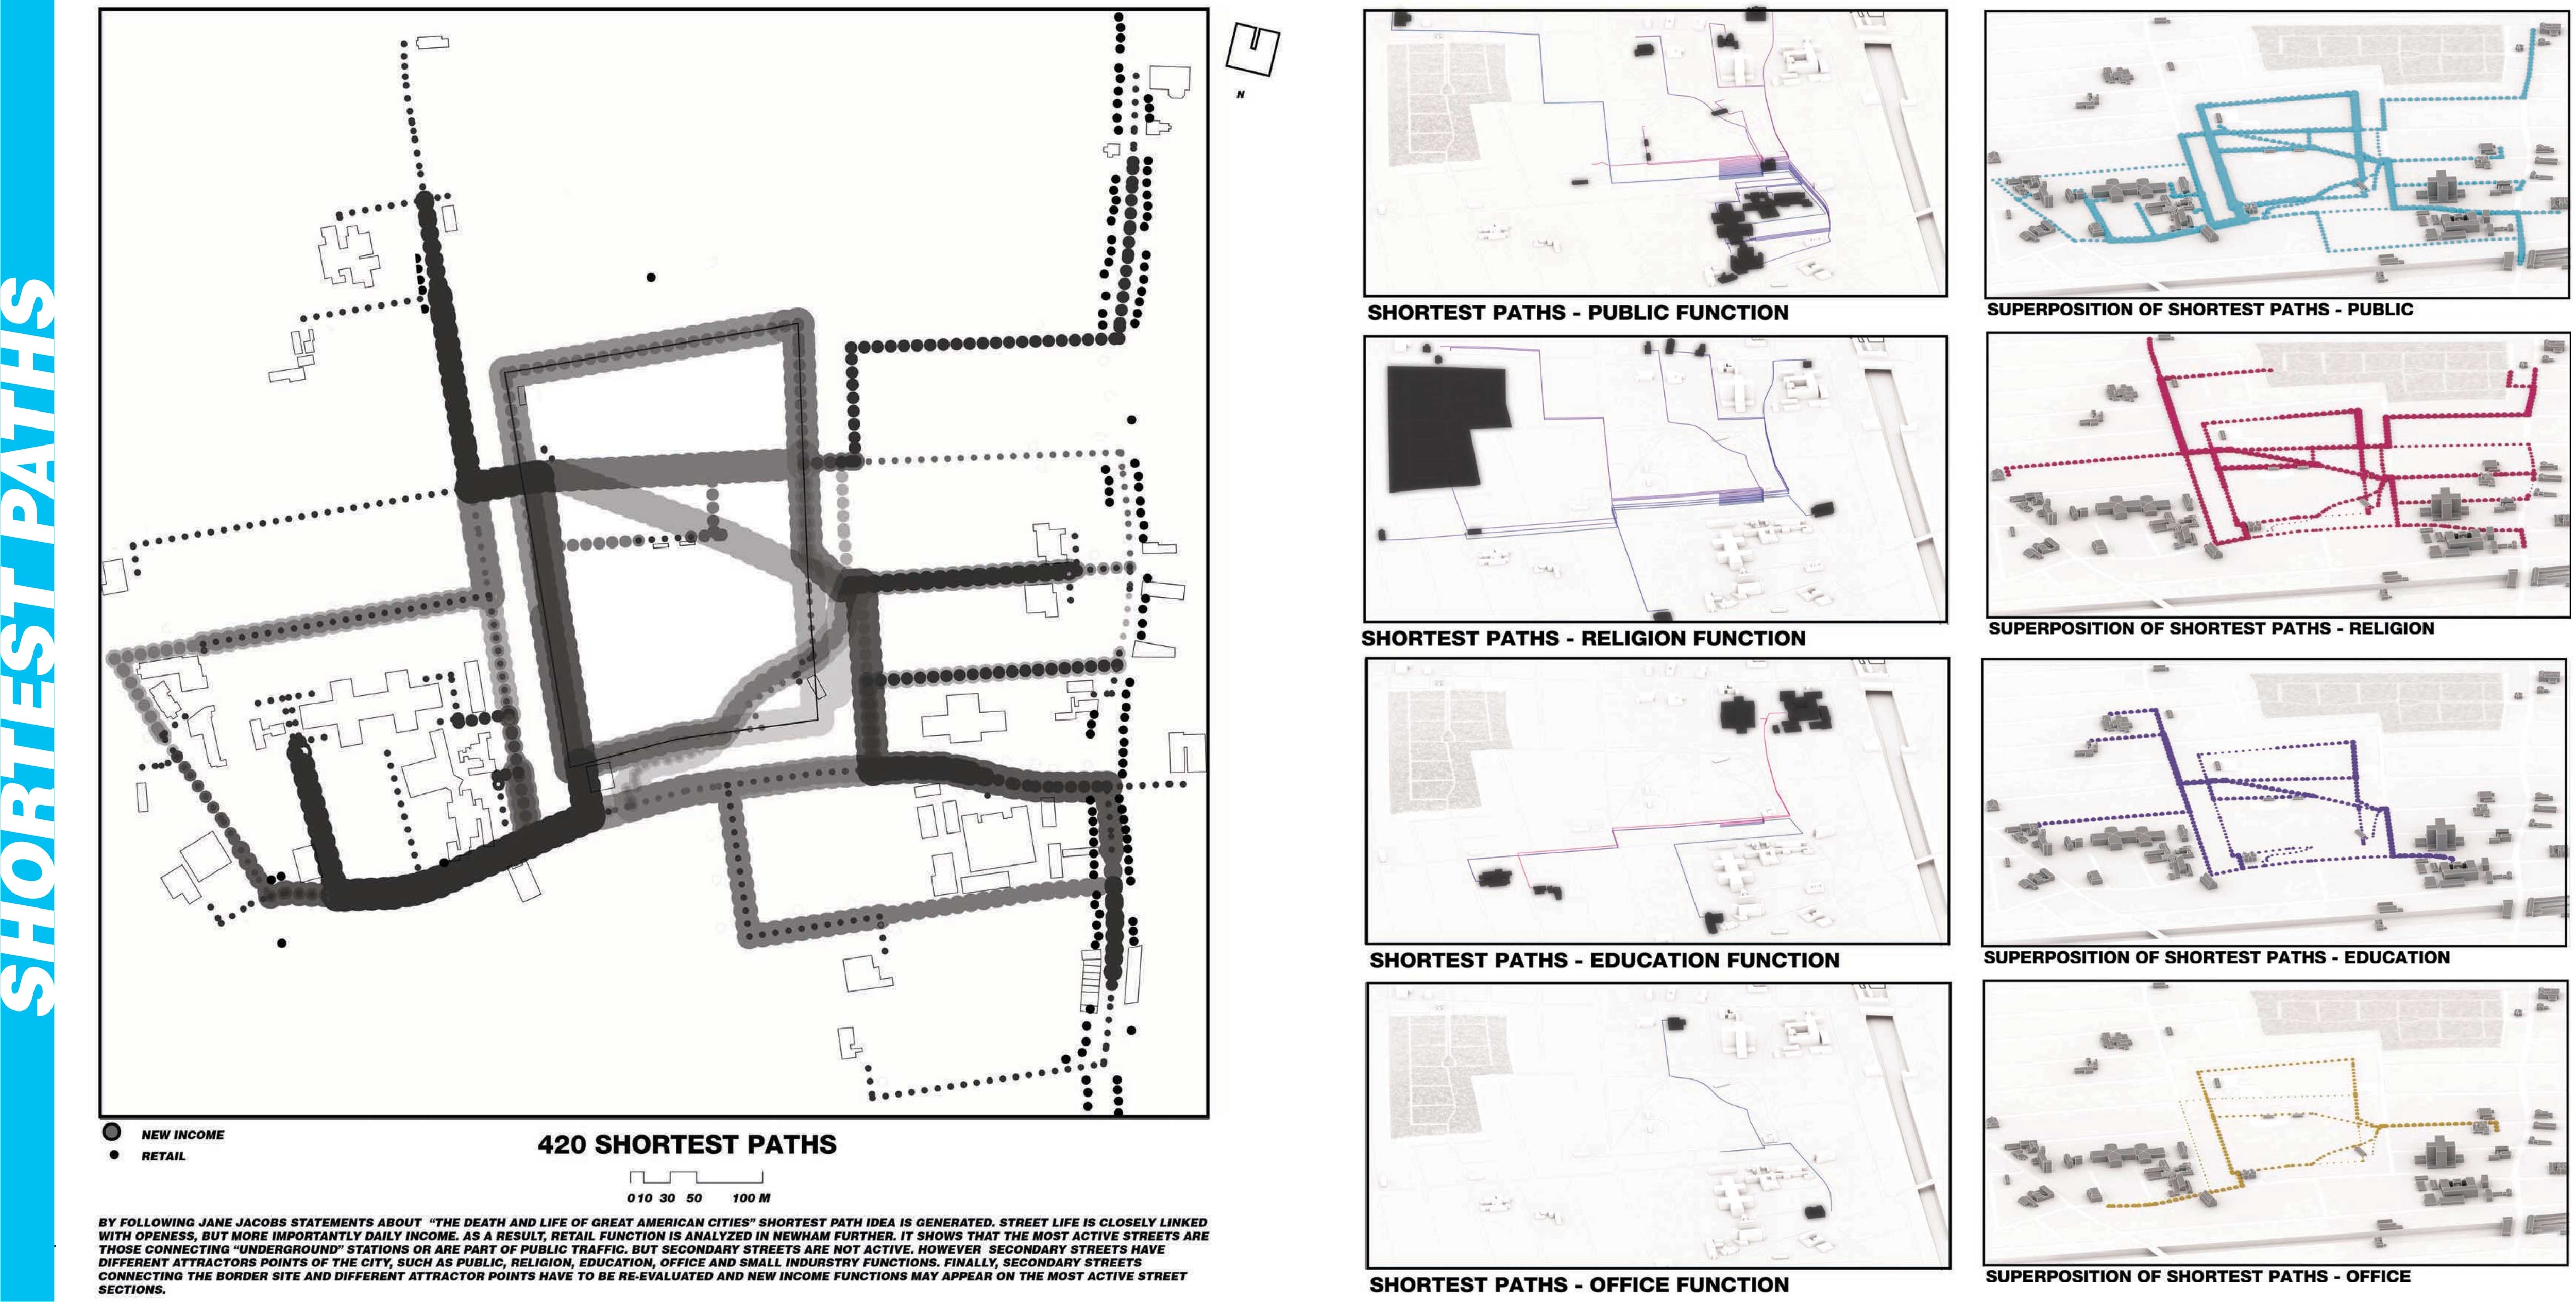 SHORTEST PATHS
N
NEW INCOME
RETAIL
420 SHORTEST PATHS
0 10 30 50 100 M
BY FOLLOWING JANE JACOBS STATEMENTS ABOUT "THE DEATH AND LIFE OF GREAT AMERICAN CITIES" SHORTEST PATH IDEA IS GENERATED. STREET LIFE IS CLOSELY LINKED
WITH OPENESS, BUT MORE IMPORTANTLY DAILY INCOME. AS A RESULT, RETAIL FUNCTION IS ANALYZED IN NEWHAM FURTHER. IT SHOWS THAT THE MOST ACTIVE STREETS ARE
THOSE CONNECTING "UNDERGROUND" STATIONS OR ARE PART OF PUBLIC TRAFFIC. BUT SECONDARY STREETS ARE NOT ACTIVE. HOWEVER SECONDARY STREETS HAVE
DIFFERENT ATTRACTORS POINTS OF THE CITY, SUCH AS PUBLIC, RELIGION, EDUCATION, OFFICE AND SMALL INDURSTRY FUNCTIONS. FINALLY, SECONDARY STREETS
CONNECTING THE BORDER SITE AND DIFFERENT ATTRACTOR POINTS HAVE TO BE RE-EVALUATED AND NEW INCOME FUNCTIONS MAY APPEAR ON THE MOST ACTIVE STREET
SECTIONS.
SHORTEST PATHS - PUBLIC FUNCTION
SUPERPOSITION OF SHORTEST PATHS - PUBLIC
SHORTEST PATHS - RELIGION FUNCTION
SUPERPOSITION OF SHORTEST PATHS - RELIGION
SHORTEST PATHS - EDUCATION FUNCTION
SUPERPOSITION OF SHORTEST PATHS - EDUCATION
SHORTEST PATHS - OFFICE FUNCTION
SUPERPOSITION OF SHORTEST PATHS - OFFICE